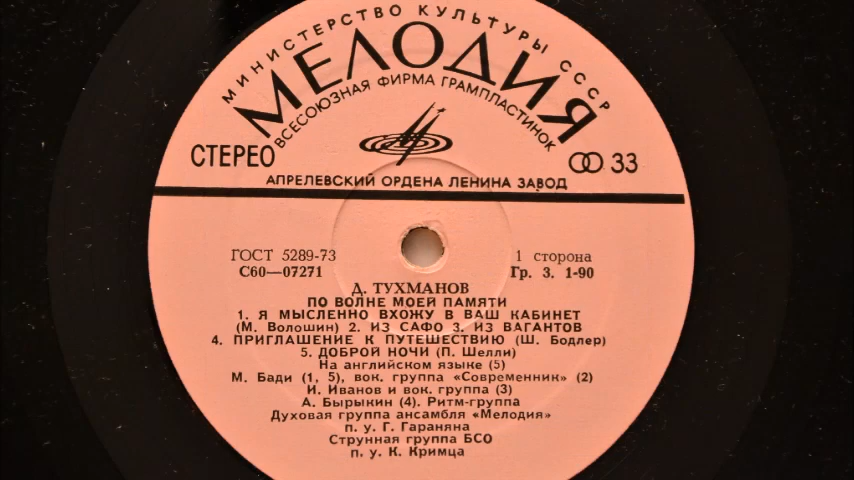 МИНИСТЕРСТВО КУЛЬТУРЫ СССР
МЕЛОДИЯ
ВСЕСОЮЗНАЯ ФИРМА ГРАМПЛАСТИНОК
СТЕРЕО
33
АПРЕЛЕВСКИЙ ОРДЕНА ЛЕНИНА ЗАВОД
ГОСТ 5289-73 1 сторона
С60—07271 Гр. 3. 1-90
Д. ТУХМАНОВ
ПО ВОЛНЕ МОЕЙ ПАМЯТИ
1. Я МЫСЛЕННО ВХОЖУ В ВАШ КАБИНЕТ
(М. Волошин) 2. ИЗ САФО 3. ИЗ ВАГАНТОВ
4. ПРИГЛАШЕНИЕ К ПУТЕШЕСТВИЮ (Ш. Бодлер)
5. ДОБРОЙ НОЧИ (П. Шелли)
На английском языке (5)
М. Бади (1, 5), вок. группа «Современник» (2)
И. Иванов и вок. группа (3)
А. Бырыкин (4). Ритм-группа
Духовая группа ансамбля «Мелодия»
п. у. Г. Гараняна
Струнная группа БСО
п. у. К. Кримца